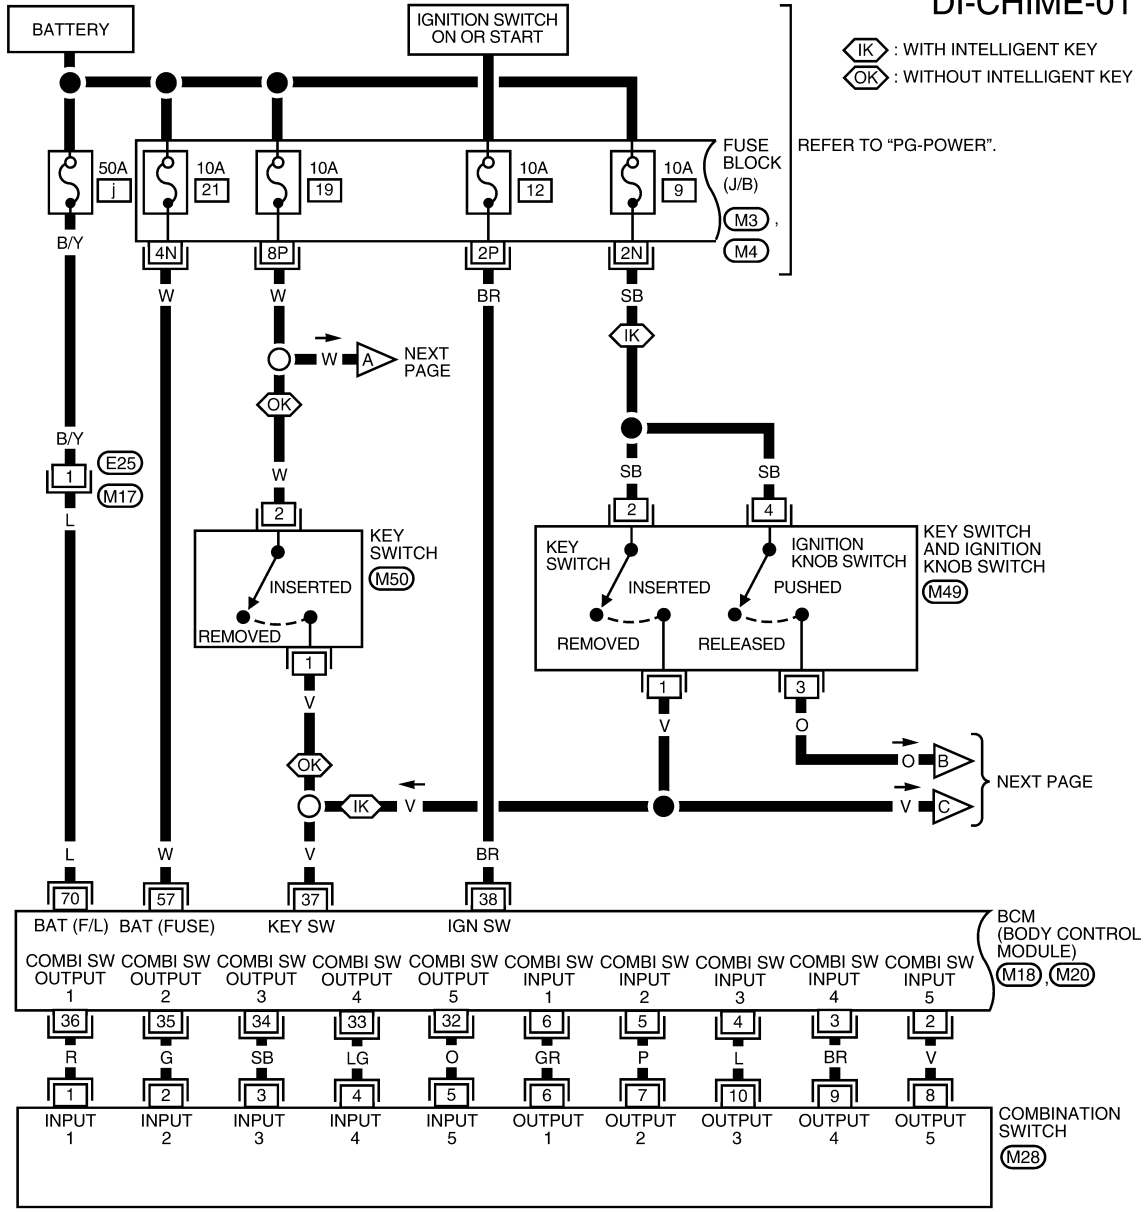 DI-CHIME-01
BATTERY
IGNITION SWITCH
ON OR START
IK : WITH INTELLIGENT KEY
OK : WITHOUT INTELLIGENT KEY
REFER TO “PG-POWER”.
50A
j
10A
21
10A
19
10A
12
10A
9
FUSE
BLOCK
(J/B)
M3 ,
M4
B/Y
4N
8P
2P
2N
W
W
BR
SB
IK
W
A
NEXT
PAGE
OK
B/Y
1
E25
M17
L
W
SB
SB
2
2
4
KEY
SWITCH
M50
INSERTED
REMOVED
KEY
SWITCH
INSERTED
REMOVED
IGNITION
KNOB SWITCH
PUSHED
RELEASED
KEY SWITCH
AND IGNITION
KNOB SWITCH
M49
1
1
3
V
V
O
OK
O
B
IK
V
V
C
NEXT PAGE
L
W
V
BR
70
57
37
38
BAT (F/L)
BAT (FUSE)
KEY SW
IGN SW
BCM
(BODY CONTROL
MODULE)
M18 , M20
COMBI SW
OUTPUT
1
COMBI SW
OUTPUT
2
COMBI SW
OUTPUT
3
COMBI SW
OUTPUT
4
COMBI SW
OUTPUT
5
COMBI SW
INPUT
1
COMBI SW
INPUT
2
COMBI SW
INPUT
3
COMBI SW
INPUT
4
COMBI SW
INPUT
5
36
35
34
33
32
6
5
4
3
2
R
G
SB
LG
O
GR
P
L
BR
V
1
2
3
4
5
6
7
10
9
8
INPUT
1
INPUT
2
INPUT
3
INPUT
4
INPUT
5
OUTPUT
1
OUTPUT
2
OUTPUT
3
OUTPUT
4
OUTPUT
5
COMBINATION
SWITCH
M28